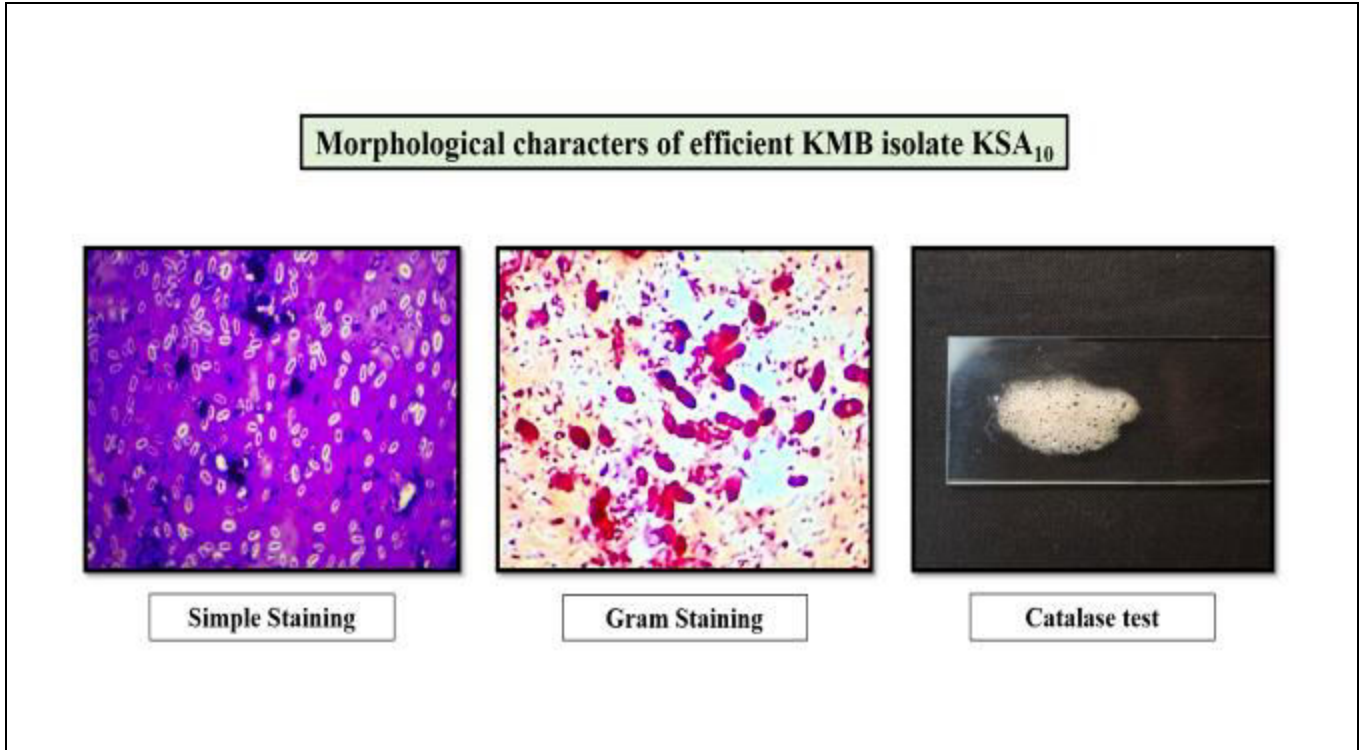 Morphological characters of efficient KMB isolate KSA₁₀
Simple Staining
Gram Staining
Catalase test